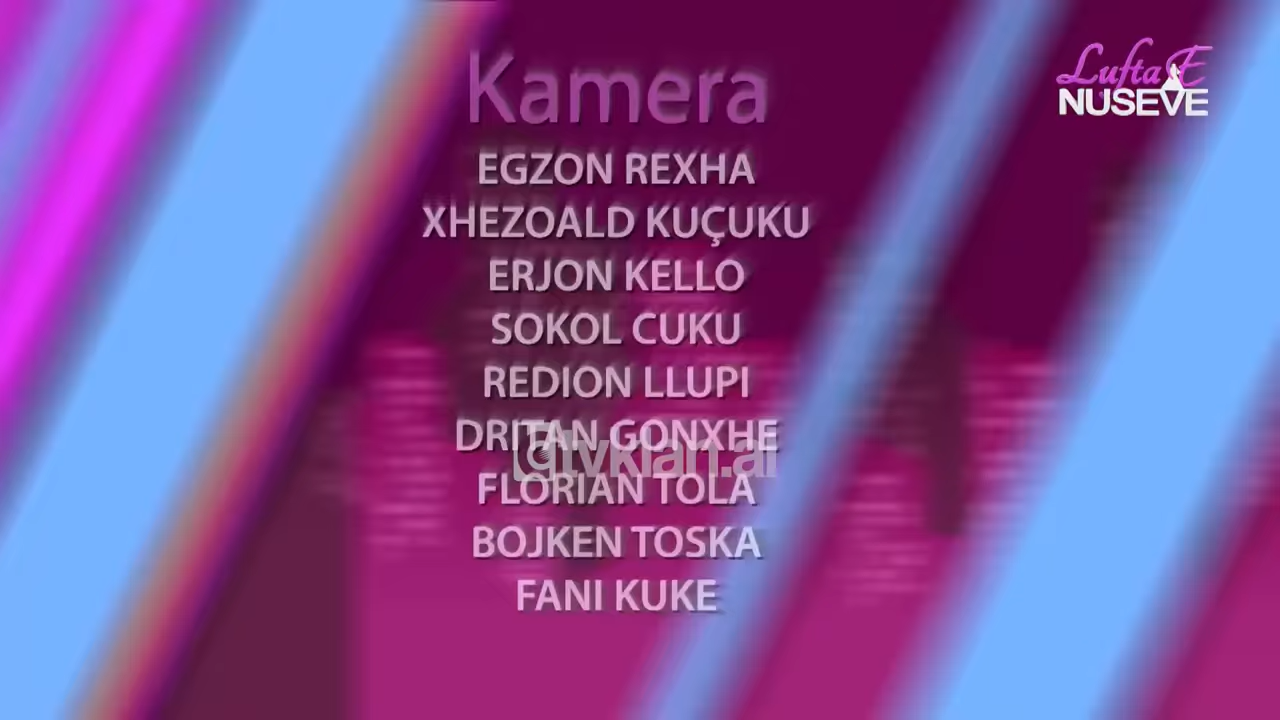 Kamera
Lufta E
NUSEVE
EGZON REXHA
XHEZOALD KUÇUKU
ERJON KELLO
SOKOL CUKU
REDION LLUPI
DRITAN GONXHE
tvklan.al
FLORIAN TOLA
BOJKEN TOSKA
FANI KUKE